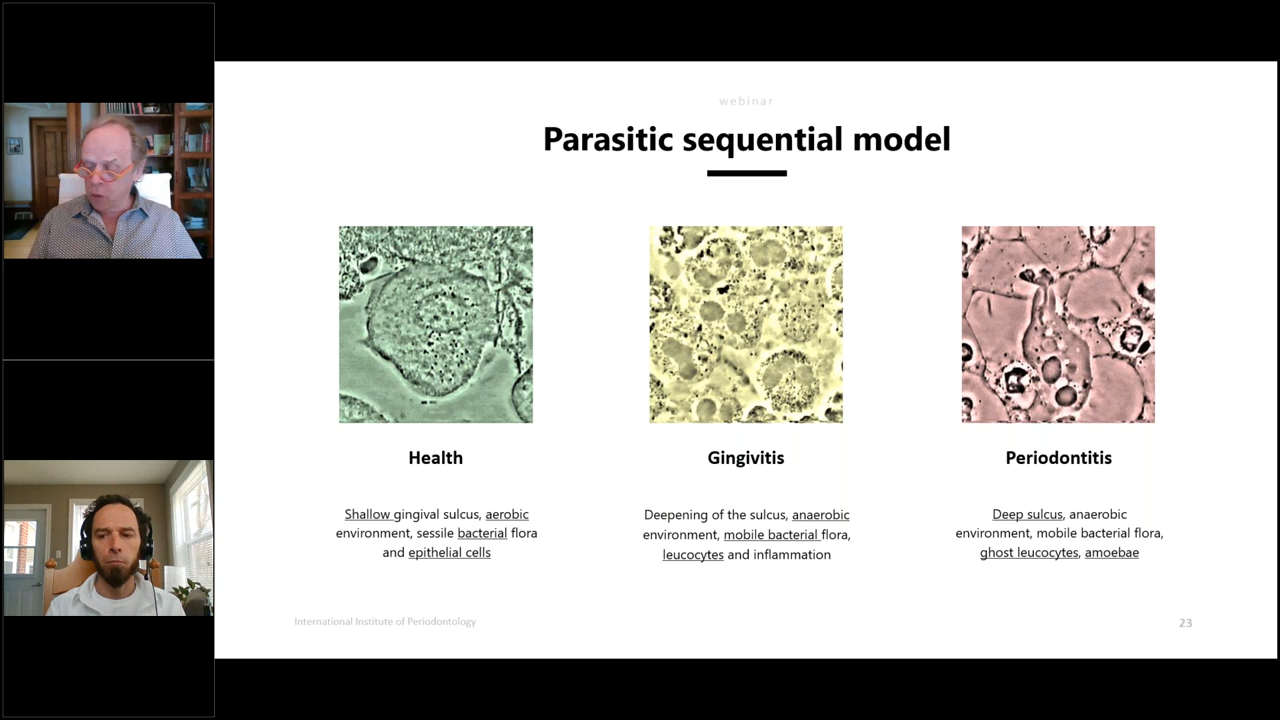 webinar
Parasitic sequential model
Health
Shallow gingival sulcus, aerobic
environment, sessile bacterial flora
and epithelial cells
Gingivitis
Deepening of the sulcus, anaerobic
environment, mobile bacterial flora,
leucocytes and inflammation
Periodontitis
Deep sulcus, anaerobic
environment, mobile bacterial flora,
ghost leucocytes, amoebae
International Institute of Periodontology
23